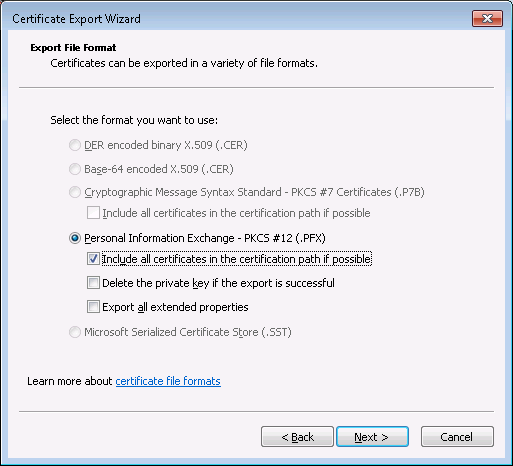 Certificate Export Wizard
Export File Format
Certificates can be exported in a variety of file formats.
Select the format you want to use:
DER encoded binary X.509 (.CER)
Base-64 encoded X.509 (.CER)
Cryptographic Message Syntax Standard - PKCS #7 Certificates (.P7B)
Include all certificates in the certification path if possible
Personal Information Exchange - PKCS #12 (.PFX)
Include all certificates in the certification path if possible
Delete the private key if the export is successful
Export all extended properties
Microsoft Serialized Certificate Store (.SST)
Learn more about certificate file formats
< Back Next > Cancel